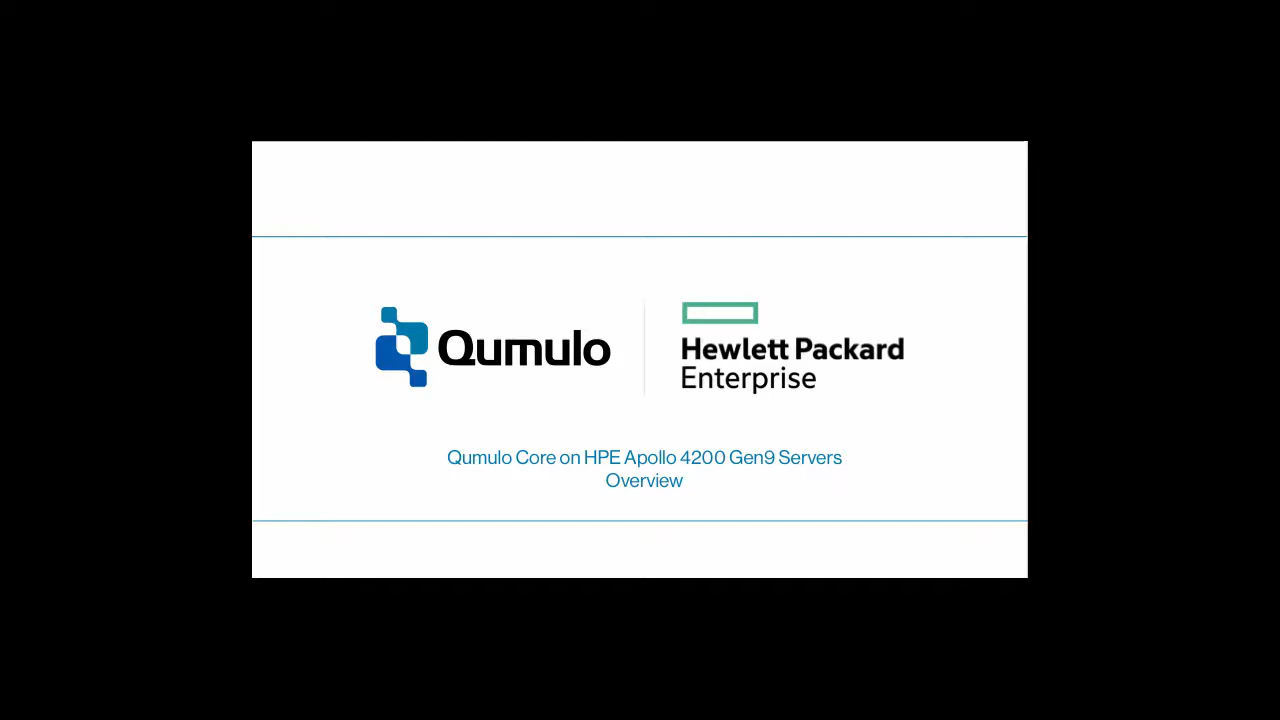 Qumulo
Hewlett Packard
Enterprise
Qumulo Core on HPE Apollo 4200 Gen9 Servers
Overview